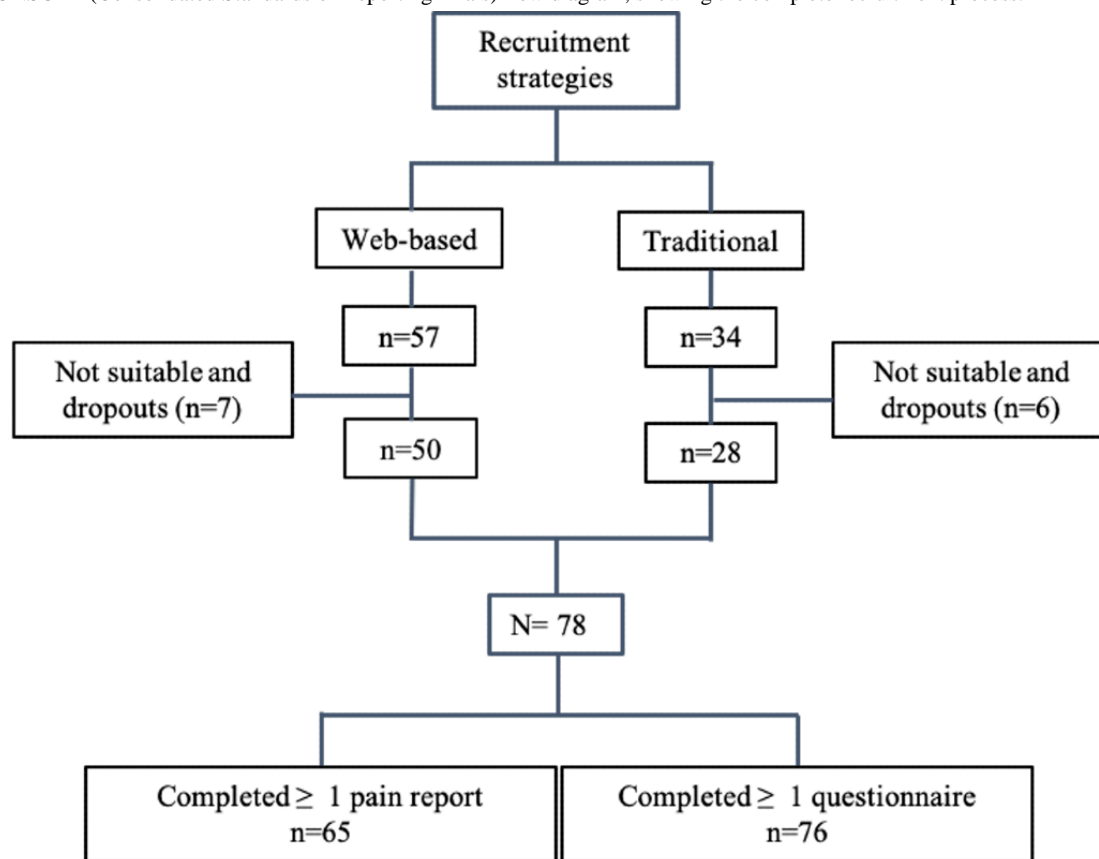 Recruitment
strategies
Web-based
Traditional
n=57
n=34
Not suitable and
dropouts (n=7)
Not suitable and
dropouts (n=6)
n=50
n=28
N= 78
Completed ≥ 1 pain report
n=65
Completed ≥ 1 questionnaire
n=76